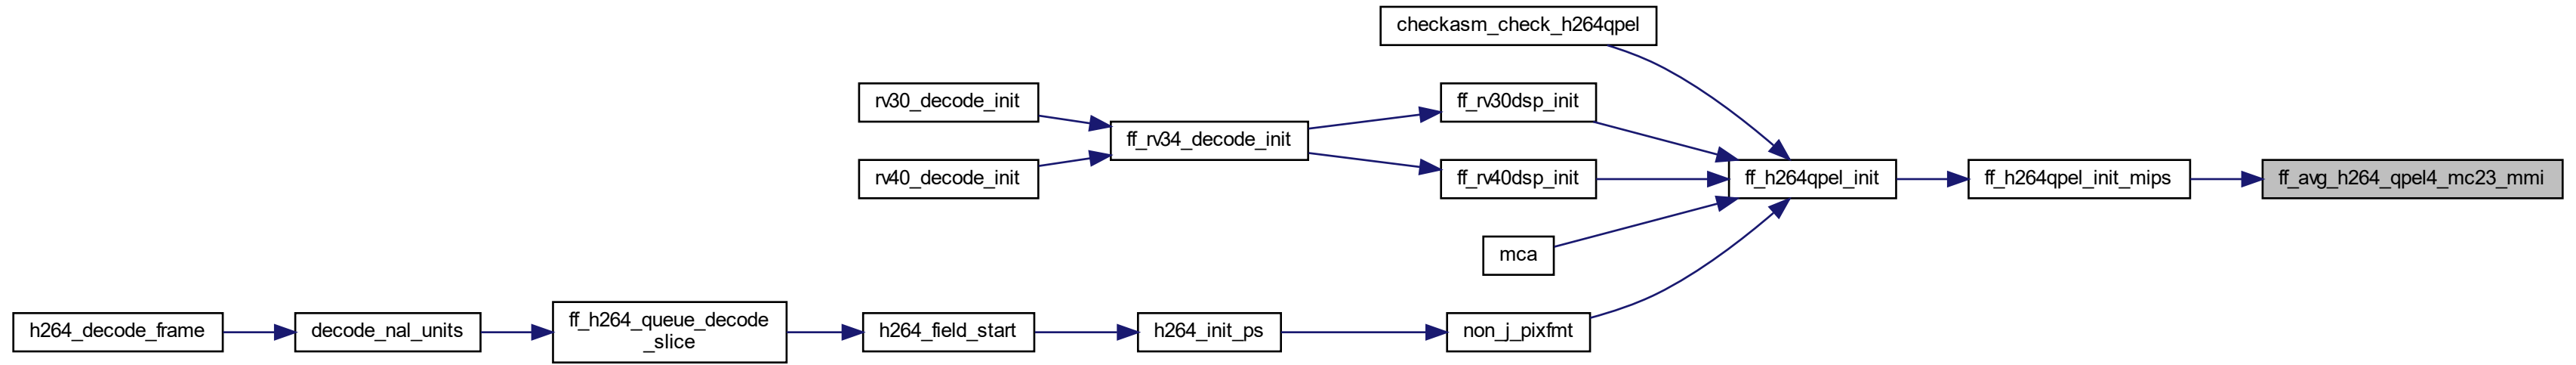 checkasm_check_h264qpel
rv30_decode_init
ff_rv30dsp_init
ff_rv34_decode_init
rv40_decode_init
ff_rv40dsp_init
ff_h264qpel_init
ff_h264qpel_init_mips
ff_avg_h264_qpel4_mc23_mmi
mca
h264_decode_frame
decode_nal_units
ff_h264_queue_decode
_slice
h264_field_start
h264_init_ps
non_j_pixfmt